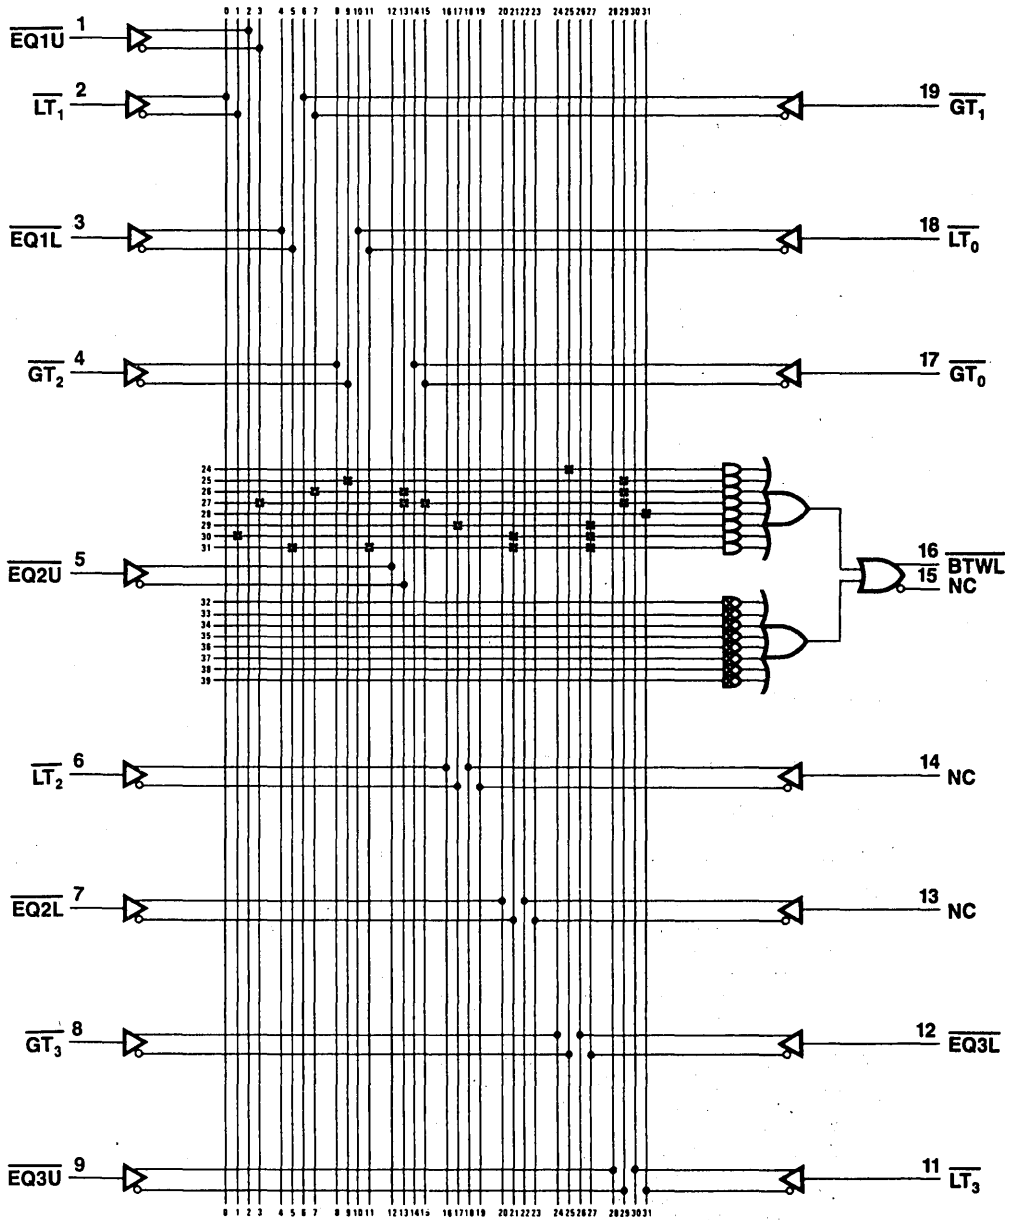 0 1 2 3 4 5 6 7 8 9 10 11 12 13 14 15 16 17 18 19 20 21 22 23 24 25 26 27 28 29 30 31
EQ1U 1
LT1 2
19 GT1
EQ1L 3
18 LT0
GT2 4
17 GT0
24
25
26
27
28
29
30
31
EQ2U 5
16 BTWL
15 NC
32
33
34
35
36
37
38
39
LT2 6
14 NC
EQ2L 7
13 NC
GT3 8
12 EQ3L
EQ3U 9
11 LT3
0 1 2 3 4 5 6 7 8 9 10 11 12 13 14 15 16 17 18 19 20 21 22 23 24 25 26 27 28 29 30 31